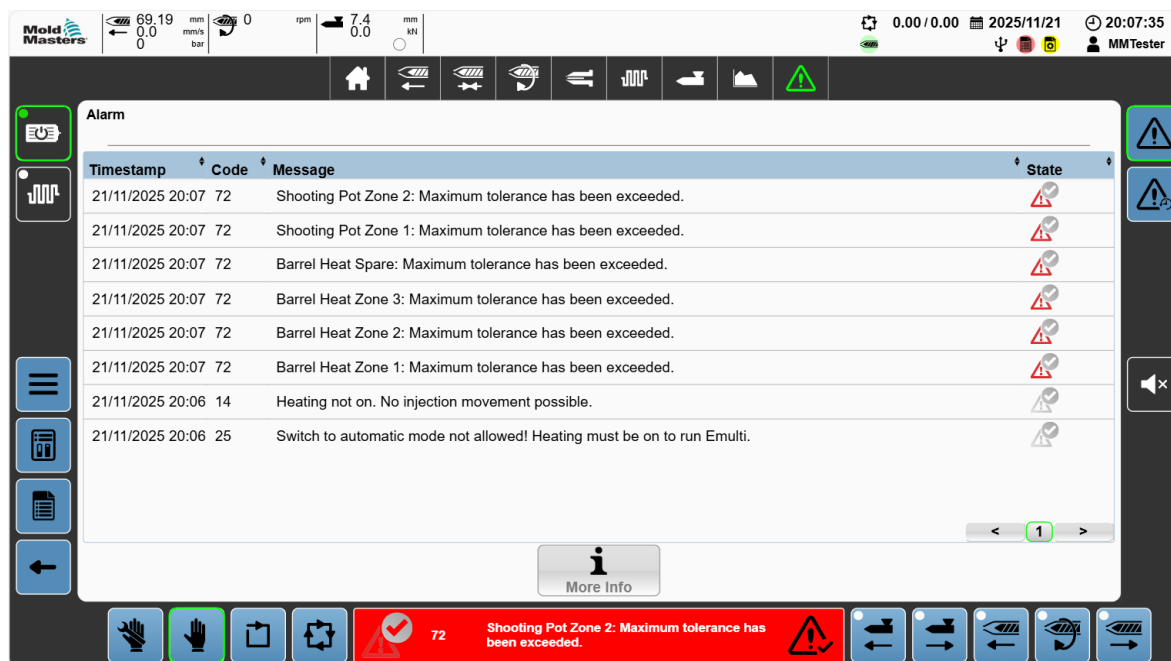 Mold
Masters
69.19 mm
0.0 mm/s
0 bar
0 rpm
7.4 mm
0.0 kN
0.00 / 0.00 2025/11/21 20:07:35
MMTester
Alarm
Timestamp Code Message State
21/11/2025 20:07 72 Shooting Pot Zone 2: Maximum tolerance has been exceeded.
21/11/2025 20:07 72 Shooting Pot Zone 1: Maximum tolerance has been exceeded.
21/11/2025 20:07 72 Barrel Heat Spare: Maximum tolerance has been exceeded.
21/11/2025 20:07 72 Barrel Heat Zone 3: Maximum tolerance has been exceeded.
21/11/2025 20:07 72 Barrel Heat Zone 2: Maximum tolerance has been exceeded.
21/11/2025 20:07 72 Barrel Heat Zone 1: Maximum tolerance has been exceeded.
21/11/2025 20:06 14 Heating not on. No injection movement possible.
21/11/2025 20:06 25 Switch to automatic mode not allowed! Heating must be on to run Emulti.
< 1 >
More Info
72 Shooting Pot Zone 2: Maximum tolerance has
been exceeded.